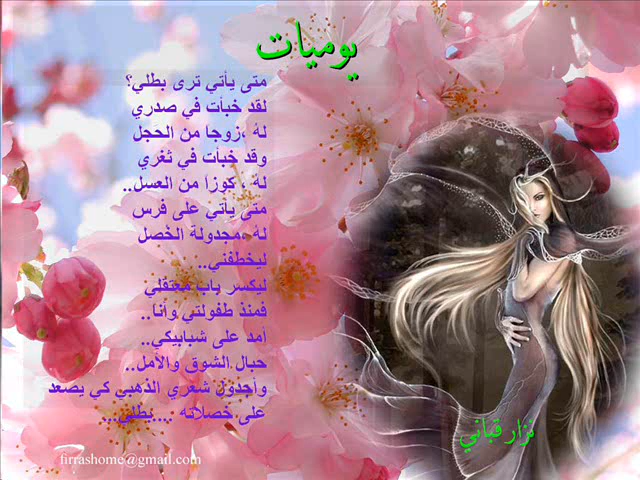 يوميات
متى يأتي ترى بطلي؟
لقد خبأت في صدري
له ،زوجا من الحجل
وقد خبأت في ثغري
له ، كوزا من العسل..
متى يأتي على فرس
له ،مجدولة الخصل
ليخطفني..
ليكسر باب معتقلي
فمنذ طفولتي وأنا..
أمد على شبابيكي..
حبال الشوق والأمل..
وأجدول شعري الذهبي كي يصعد
على خصلاته ....بطلي...
نزار قباني
firrashome@gmail.com